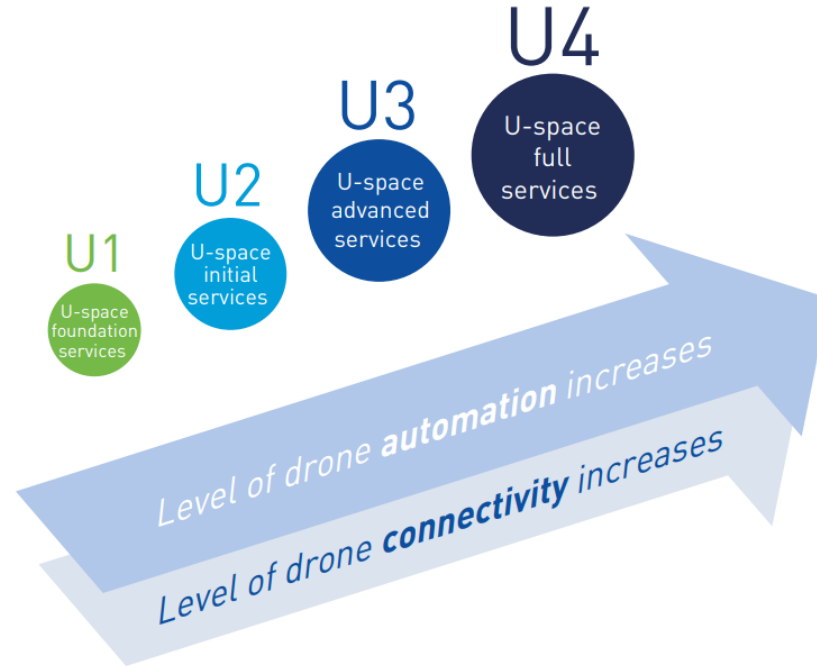 U4
U-space
full
services
U3
U-space
advanced
services
U2
U-space
initial
services
U1
U-space
foundation
services
Level of drone automation increases
Level of drone connectivity increases